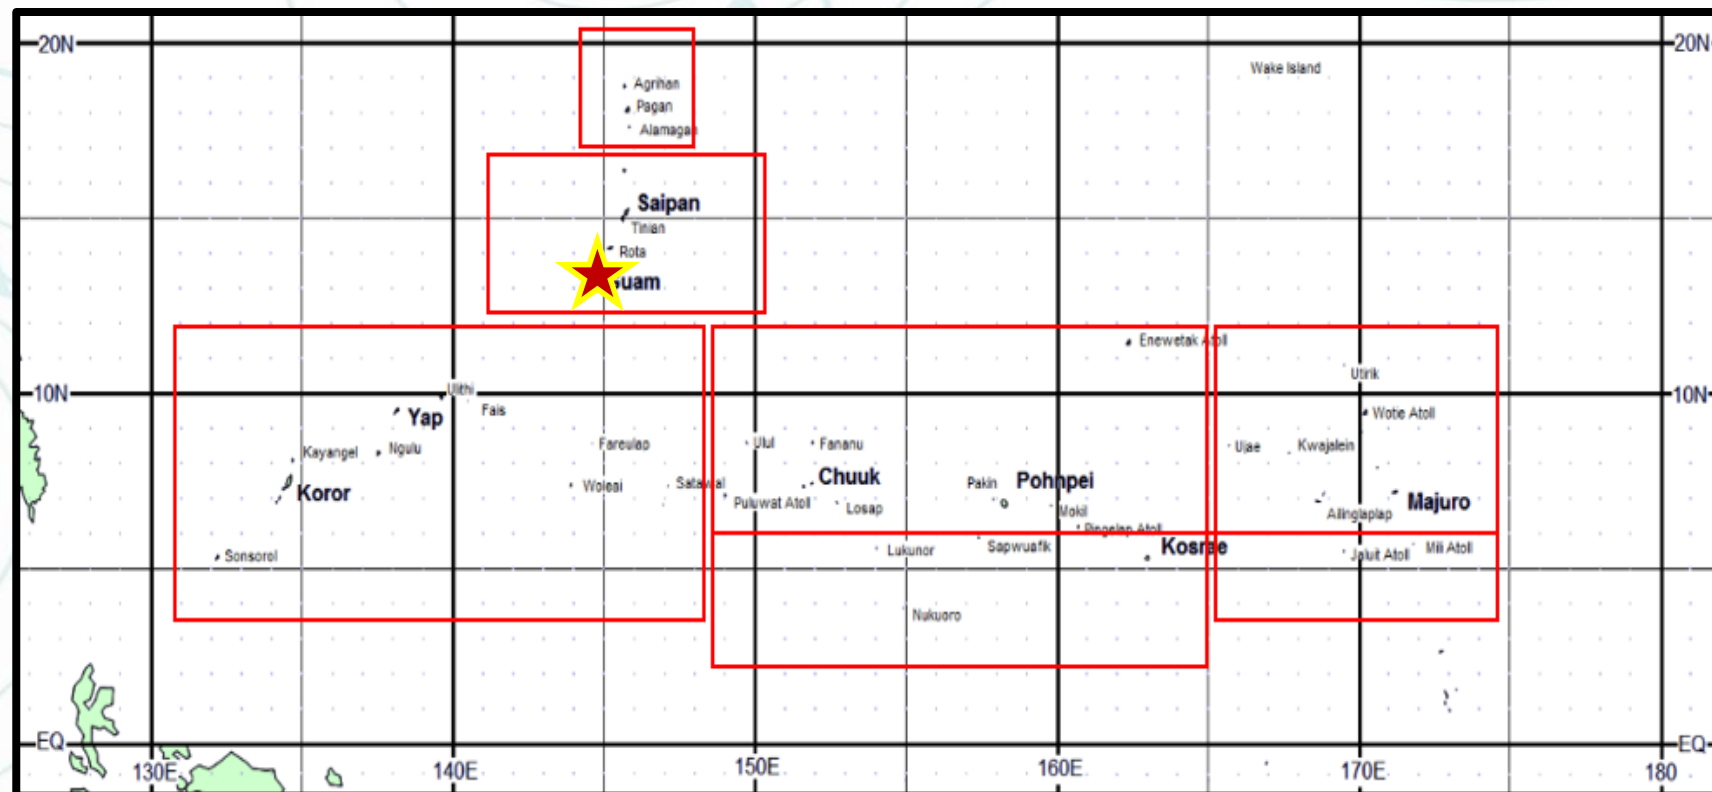 20N
20N
Wake Island
Agrihan
Pagan
Alamagan
Saipan
Tinian
Rota
uam
Enewetak Atoll
Utirik
10N
10N
Ulithi
Yap
Fais
Wotje Atoll
Kayangel
Ngulu
Fareulap
Ulul
Fananu
Ujae
Kwajalein
Koror
Woleai
Satawal
Chuuk
Pakin
Pohnpei
Puluwat Atoll
Losap
Mokil
Ailinglaplap
Majuro
Pingelap Atoll
Sonsorol
Lukunor
Sapwuafik
Kosrae
Jaluit Atoll
Mili Atoll
Nukuoro
EQ
EQ
130E
140E
150E
160E
170E
180